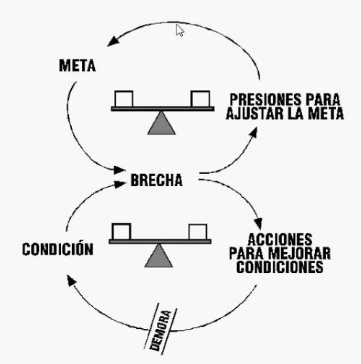 META
PRESIONES PARA
AJUSTAR LA META
BRECHA
CONDICIÓN
ACCIONES
PARA MEJORAR
CONDICIONES
DEMORA